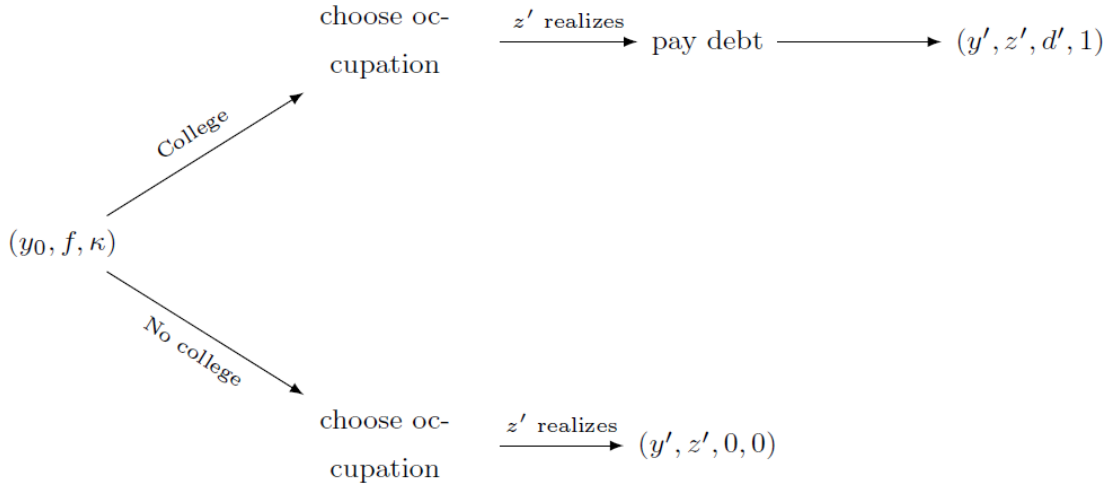 choose oc-
cupation
z′ realizes
pay debt
(y′, z′, d′, 1)
College
(y₀, f, κ)
No college
choose oc-
cupation
z′ realizes
(y′, z′, 0, 0)